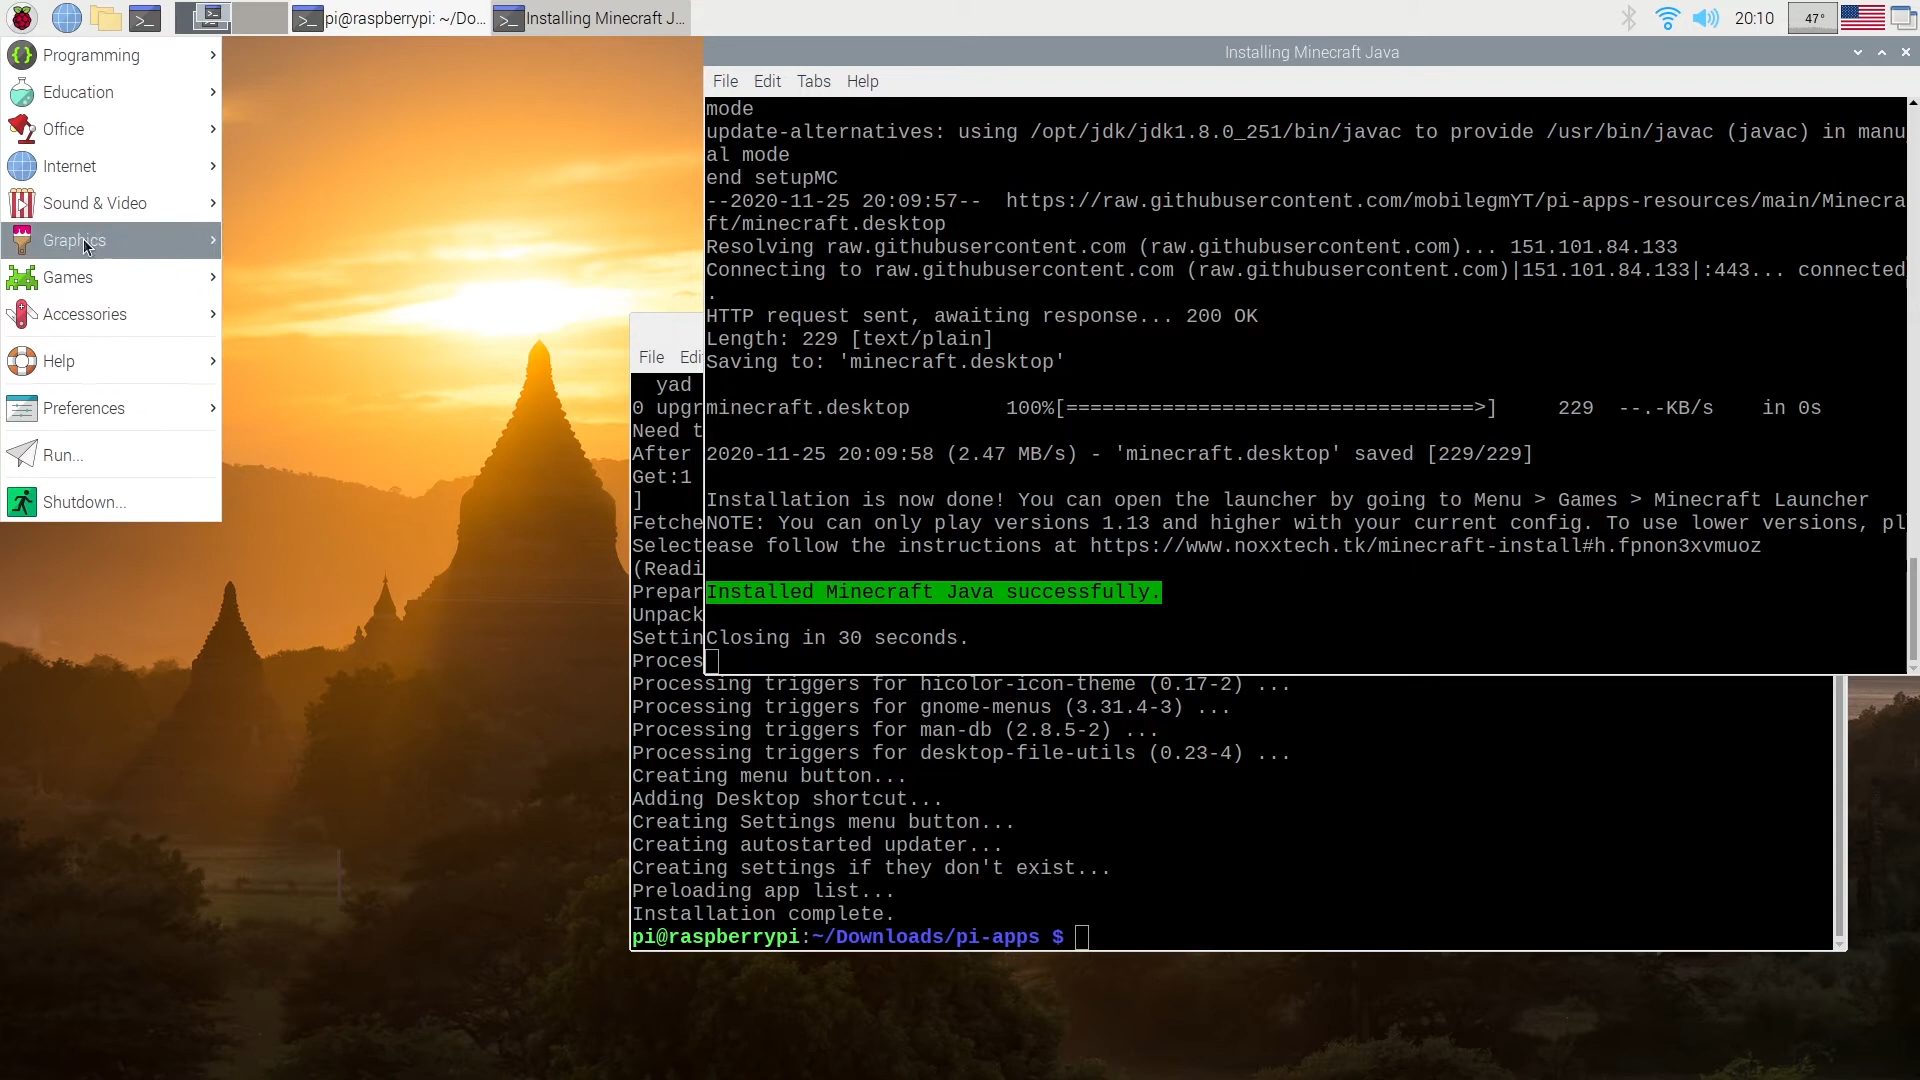 pi@raspberrypi: ~/Do...
Installing Minecraft J...
20:10
47°
Programming
Education
Office
Internet
Sound & Video
Graphics
Games
Accessories
Help
Preferences
Run...
Shutdown...
Installing Minecraft Java
File Edit Tabs Help
mode
update-alternatives: using /opt/jdk/jdk1.8.0_251/bin/javac to provide /usr/bin/javac (javac) in manu
al mode
end setupMC
--2020-11-25 20:09:57--  https://raw.githubusercontent.com/mobilegmYT/pi-apps-resources/main/Minecra
ft/minecraft.desktop
Resolving raw.githubusercontent.com (raw.githubusercontent.com)... 151.101.84.133
Connecting to raw.githubusercontent.com (raw.githubusercontent.com)|151.101.84.133|:443... connected
.
HTTP request sent, awaiting response... 200 OK
Length: 229 [text/plain]
Saving to: 'minecraft.desktop'
minecraft.desktop        100%[==================================>]     229  --.-KB/s    in 0s
2020-11-25 20:09:58 (2.47 MB/s) - 'minecraft.desktop' saved [229/229]
Installation is now done! You can open the launcher by going to Menu > Games > Minecraft Launcher
NOTE: You can only play versions 1.13 and higher with your current config. To use lower versions, pl
ease follow the instructions at https://www.noxxtech.tk/minecraft-install#h.fpnon3xvmuoz
Installed Minecraft Java successfully.
Closing in 30 seconds.
File Edi
yad
0 upgr
Need t
After
Get:1
]
Fetche
Select
(Readi
Prepar
Unpack
Settin
Proces
Processing triggers for hicolor-icon-theme (0.17-2) ...
Processing triggers for gnome-menus (3.31.4-3) ...
Processing triggers for man-db (2.8.5-2) ...
Processing triggers for desktop-file-utils (0.23-4) ...
Creating menu button...
Adding Desktop shortcut...
Creating Settings menu button...
Creating autostarted updater...
Creating settings if they don't exist...
Preloading app list...
Installation complete.
pi@raspberrypi:~/Downloads/pi-apps $